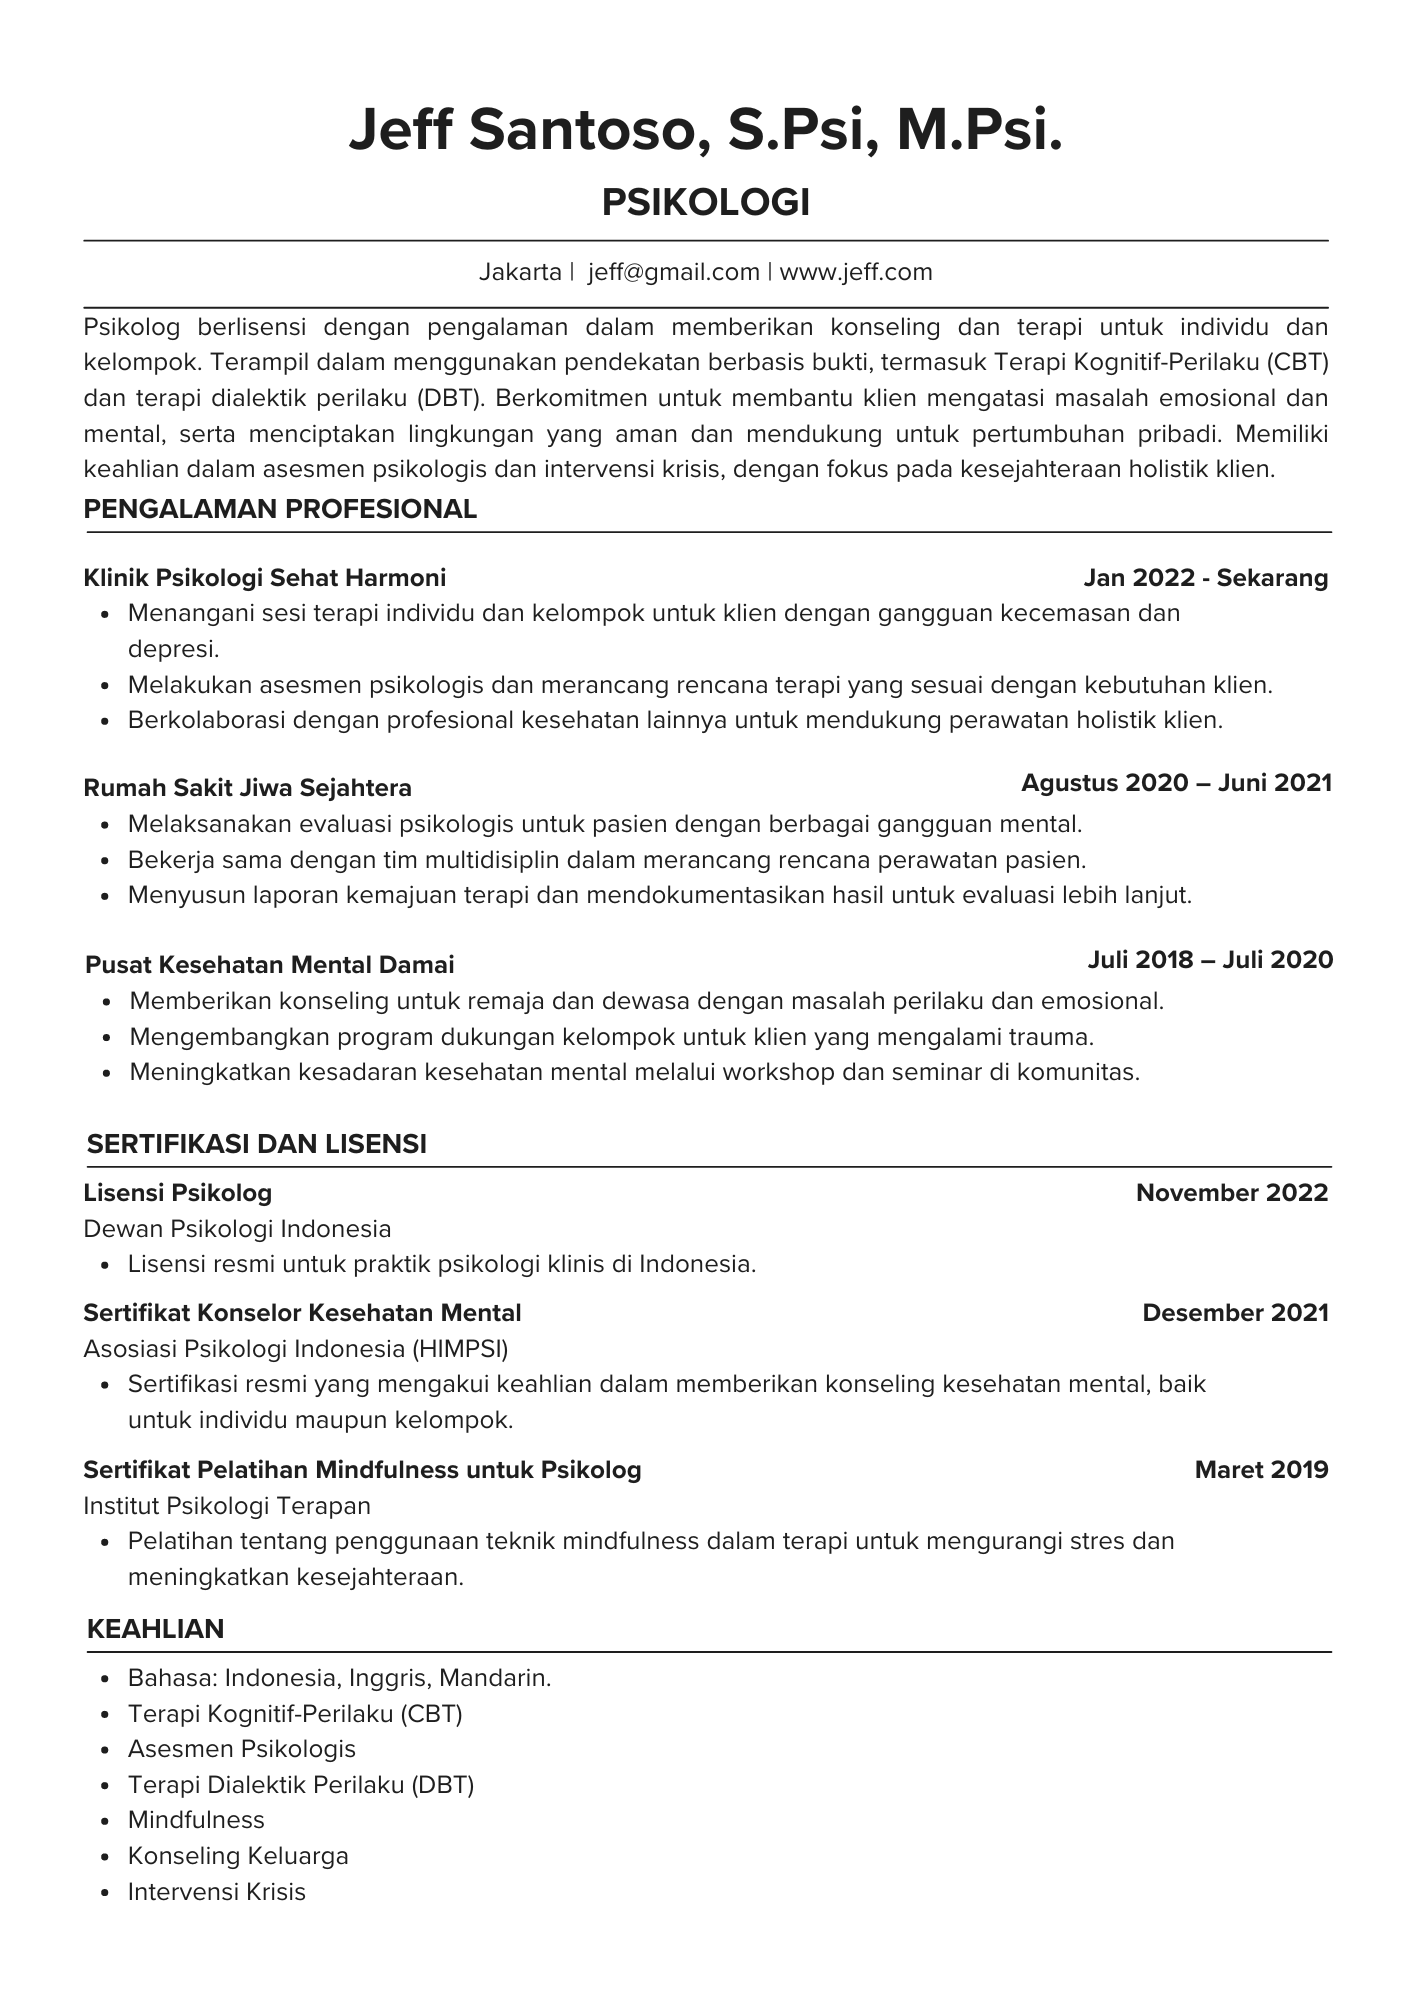 Jeff Santoso, S.Psi, M.Psi.
PSIKOLOGI
Jakarta | jeff@gmail.com | www.jeff.com
Psikolog berlisensi dengan pengalaman dalam memberikan konseling dan terapi untuk individu dan
kelompok. Terampil dalam menggunakan pendekatan berbasis bukti, termasuk Terapi Kognitif-Perilaku (CBT)
dan terapi dialektik perilaku (DBT). Berkomitmen untuk membantu klien mengatasi masalah emosional dan
mental, serta menciptakan lingkungan yang aman dan mendukung untuk pertumbuhan pribadi. Memiliki
keahlian dalam asesmen psikologis dan intervensi krisis, dengan fokus pada kesejahteraan holistik klien.
PENGALAMAN PROFESIONAL
Klinik Psikologi Sehat Harmoni Jan 2022 - Sekarang
• Menangani sesi terapi individu dan kelompok untuk klien dengan gangguan kecemasan dan
depresi.
• Melakukan asesmen psikologis dan merancang rencana terapi yang sesuai dengan kebutuhan klien.
• Berkolaborasi dengan profesional kesehatan lainnya untuk mendukung perawatan holistik klien.
Rumah Sakit Jiwa Sejahtera Agustus 2020 – Juni 2021
• Melaksanakan evaluasi psikologis untuk pasien dengan berbagai gangguan mental.
• Bekerja sama dengan tim multidisiplin dalam merancang rencana perawatan pasien.
• Menyusun laporan kemajuan terapi dan mendokumentasikan hasil untuk evaluasi lebih lanjut.
Pusat Kesehatan Mental Damai Juli 2018 – Juli 2020
• Memberikan konseling untuk remaja dan dewasa dengan masalah perilaku dan emosional.
• Mengembangkan program dukungan kelompok untuk klien yang mengalami trauma.
• Meningkatkan kesadaran kesehatan mental melalui workshop dan seminar di komunitas.
SERTIFIKASI DAN LISENSI
Lisensi Psikolog November 2022
Dewan Psikologi Indonesia
• Lisensi resmi untuk praktik psikologi klinis di Indonesia.
Sertifikat Konselor Kesehatan Mental Desember 2021
Asosiasi Psikologi Indonesia (HIMPSI)
• Sertifikasi resmi yang mengakui keahlian dalam memberikan konseling kesehatan mental, baik
untuk individu maupun kelompok.
Sertifikat Pelatihan Mindfulness untuk Psikolog Maret 2019
Institut Psikologi Terapan
• Pelatihan tentang penggunaan teknik mindfulness dalam terapi untuk mengurangi stres dan
meningkatkan kesejahteraan.
KEAHLIAN
• Bahasa: Indonesia, Inggris, Mandarin.
• Terapi Kognitif-Perilaku (CBT)
• Asesmen Psikologis
• Terapi Dialektik Perilaku (DBT)
• Mindfulness
• Konseling Keluarga
• Intervensi Krisis